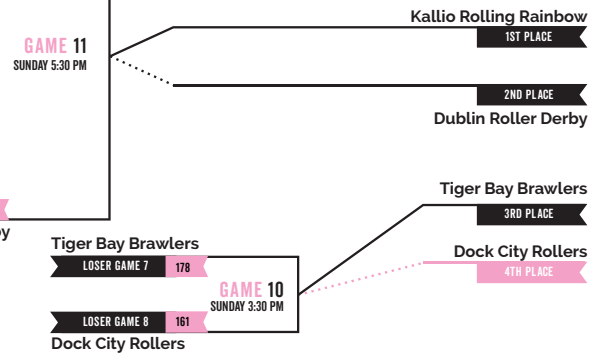 Kallio Rolling Rainbow
1ST PLACE
GAME 11
SUNDAY 5:30 PM
2ND PLACE
Dublin Roller Derby
Tiger Bay Brawlers
3RD PLACE
Tiger Bay Brawlers
LOSER GAME 7 178
Dock City Rollers
4TH PLACE
GAME 10
SUNDAY 3:30 PM
LOSER GAME 8 161
Dock City Rollers